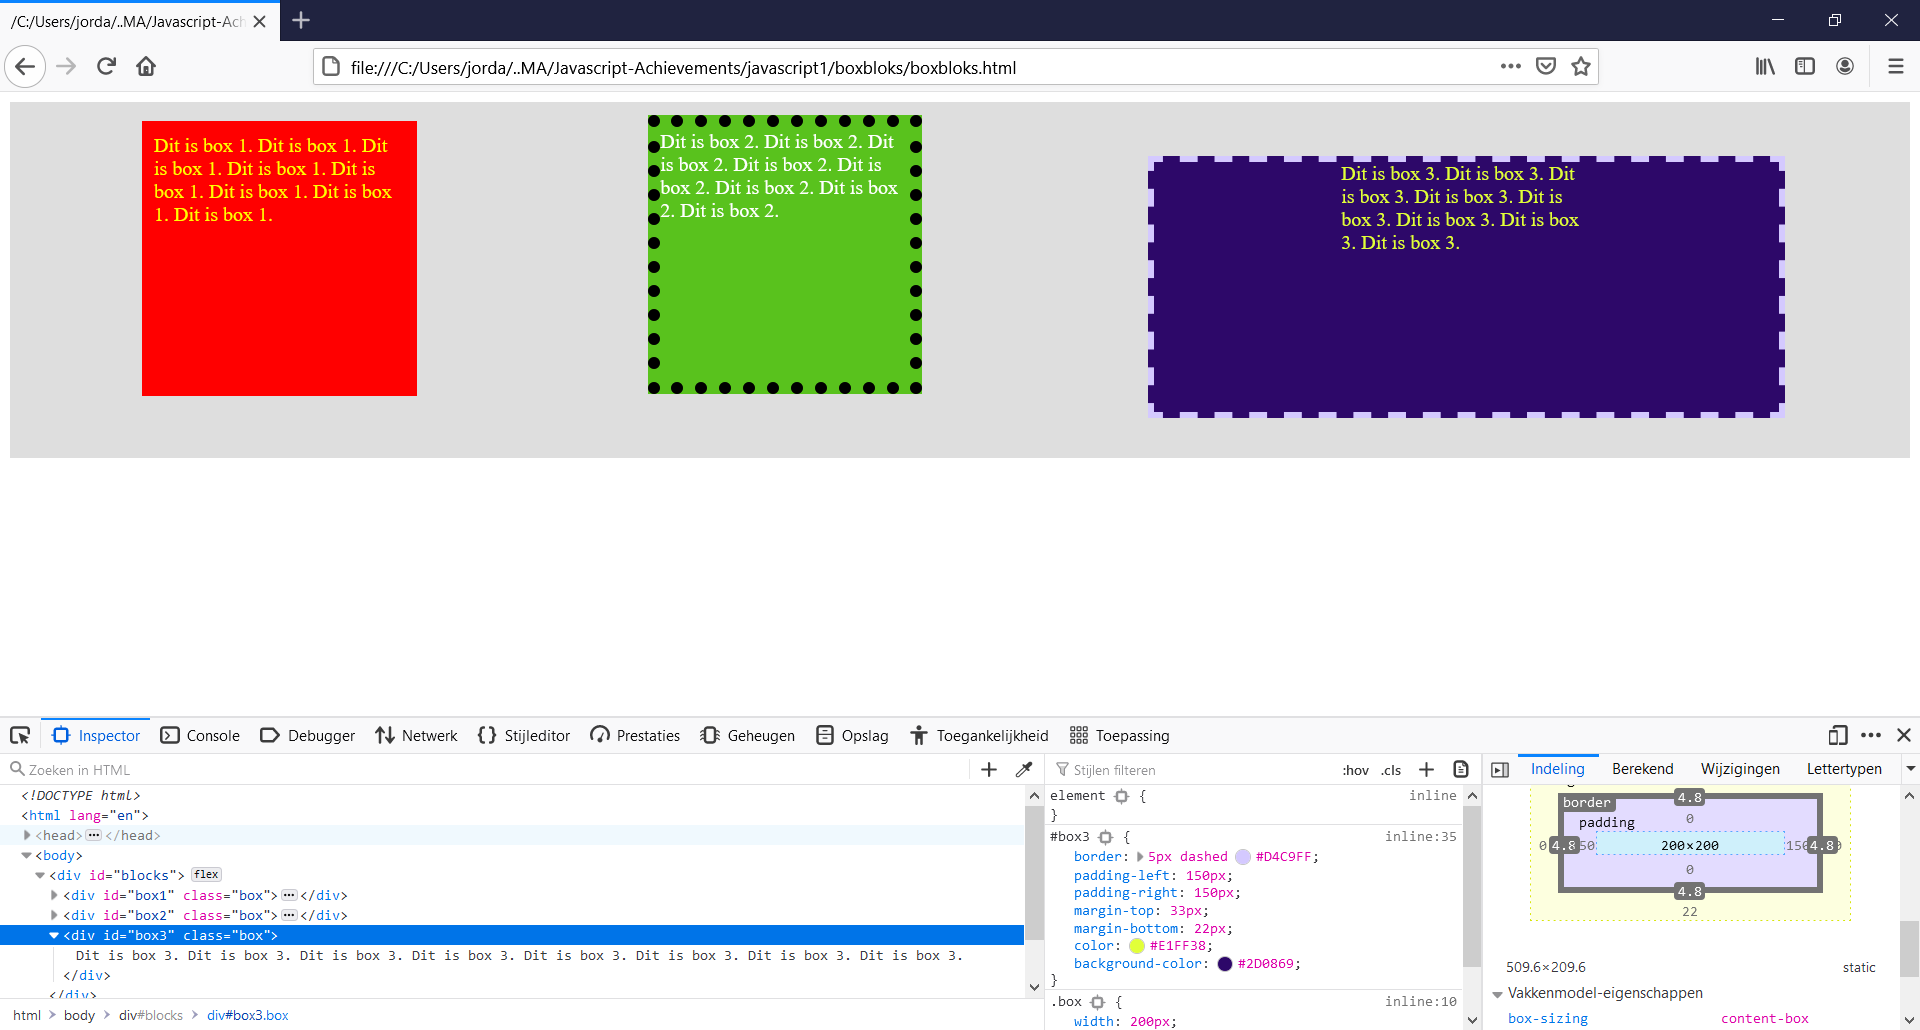 /C:/Users/jorda/..MA/Javascript-Ach
file:///C:/Users/jorda/..MA/Javascript-Achievements/javascript1/boxbloks/boxbloks.html
Dit is box 1. Dit is box 1. Dit
is box 1. Dit is box 1. Dit is
box 1. Dit is box 1. Dit is box
1. Dit is box 1.
Dit is box 2. Dit is box 2. Dit
is box 2. Dit is box 2. Dit is
box 2. Dit is box 2. Dit is box
2. Dit is box 2.
Dit is box 3. Dit is box 3. Dit
is box 3. Dit is box 3. Dit is
box 3. Dit is box 3. Dit is box
3. Dit is box 3.
Inspector Console Debugger Netwerk Stijleditor Prestaties Geheugen Opslag Toegankelijkheid Toepassing
Zoeken in HTML
<!DOCTYPE html>
<html lang="en">
<head> ••• </head>
<body>
<div id="blocks"> flex
<div id="box1" class="box"> ••• </div>
<div id="box2" class="box"> ••• </div>
<div id="box3" class="box">
Dit is box 3. Dit is box 3. Dit is box 3. Dit is box 3. Dit is box 3. Dit is box 3. Dit is box 3. Dit is box 3.
</div>
</div>
html > body > div#blocks > div#box3.box
Stijlen filteren :hov .cls
element { inline
}
#box3 { inline:35
border: 5px dashed #D4C9FF;
padding-left: 150px;
padding-right: 150px;
margin-top: 33px;
margin-bottom: 22px;
color: #E1FF38;
background-color: #2D0869;
}
.box { inline:10
width: 200px;
Indeling Berekend Wijzigingen Lettertypen
border 4.8
0
padding
0 4.8 50 200×200 150 4.8
0
4.8
22
509.6×209.6 static
Vakkenmodel-eigenschappen
box-sizing content-box